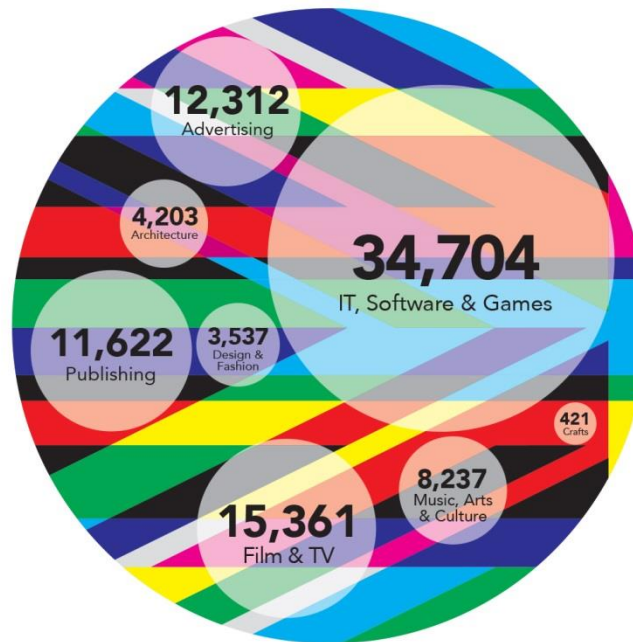 12,312
Advertising
4,203
Architecture
34,704
IT, Software & Games
11,622
Publishing
3,537
Design &
Fashion
421
Crafts
8,237
Music, Arts
& Culture
15,361
Film & TV